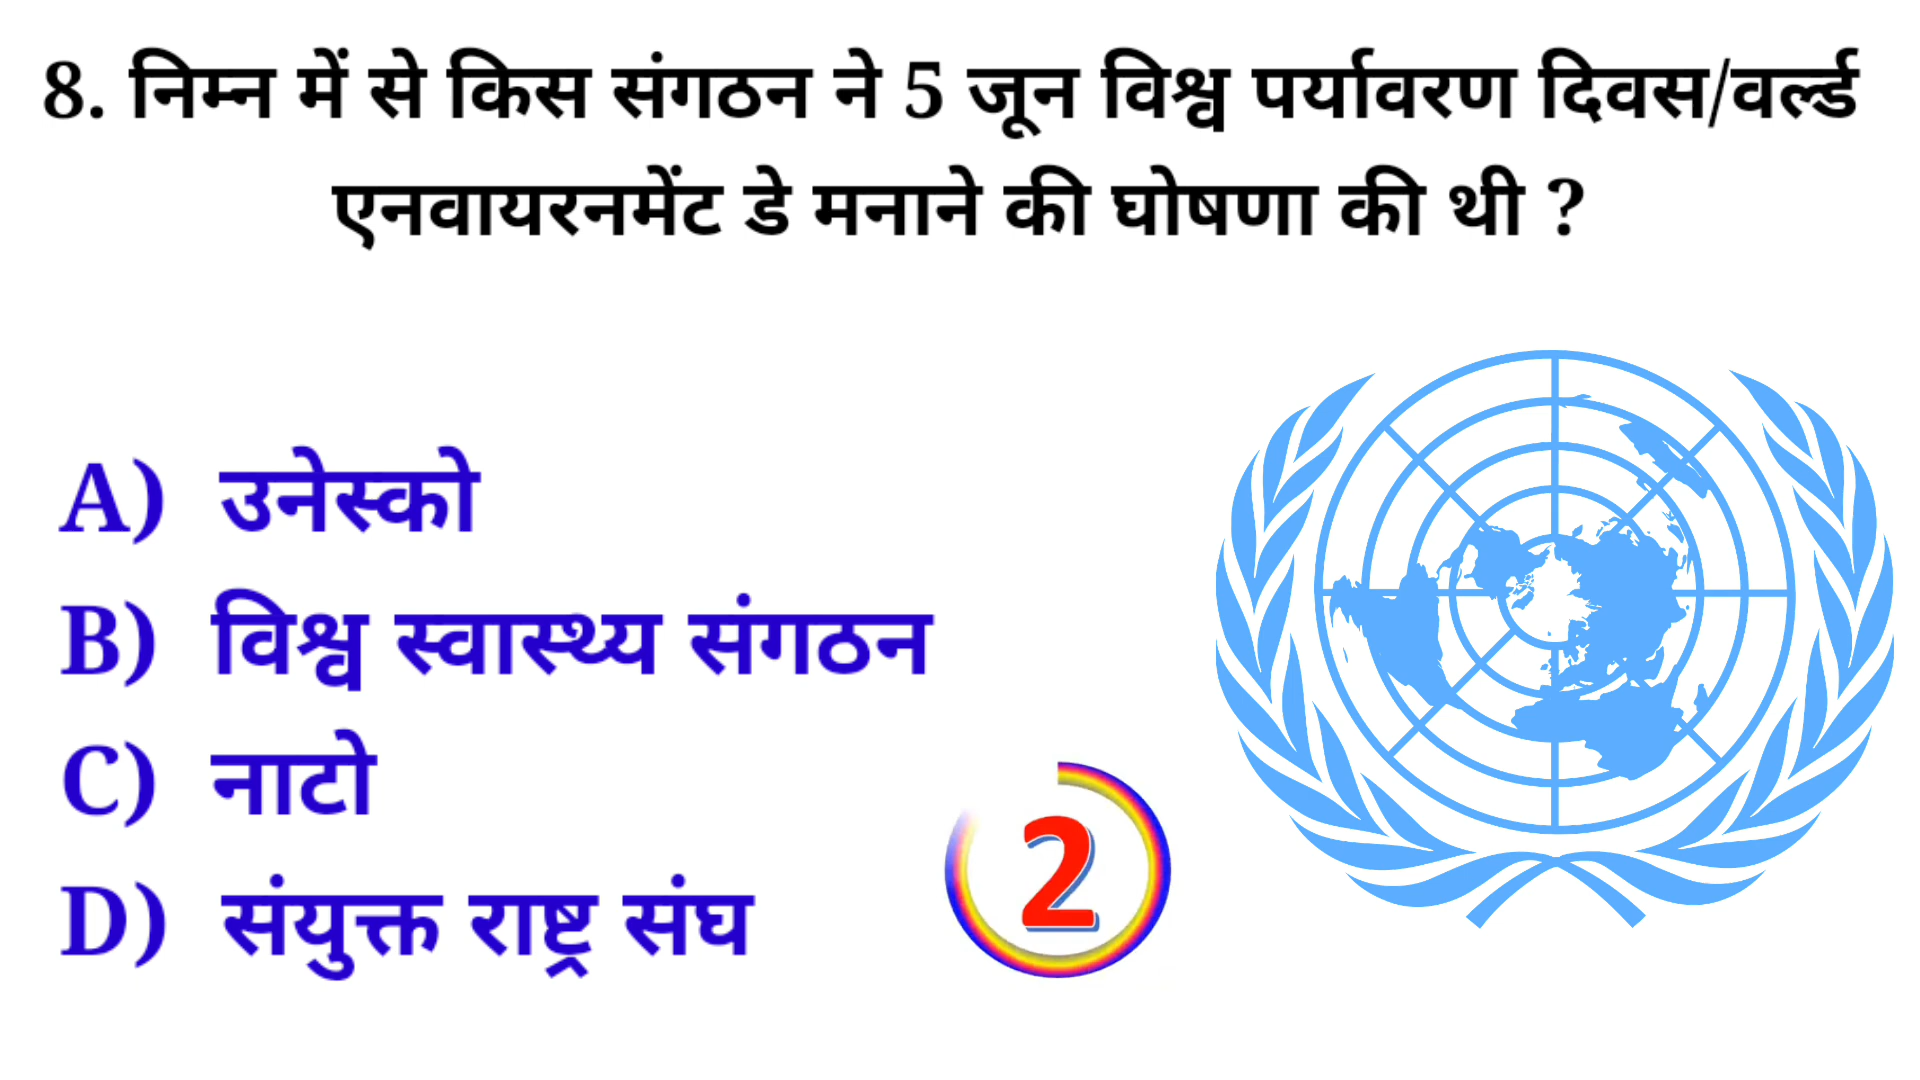 8. निम्न में से किस संगठन ने 5 जून विश्व पर्यावरण दिवस/वर्ल्ड
एनवायरनमेंट डे मनाने की घोषणा की थी ?
A) उनेस्को
B) विश्व स्वास्थ्य संगठन
C) नाटो
D) संयुक्त राष्ट्र संघ
2